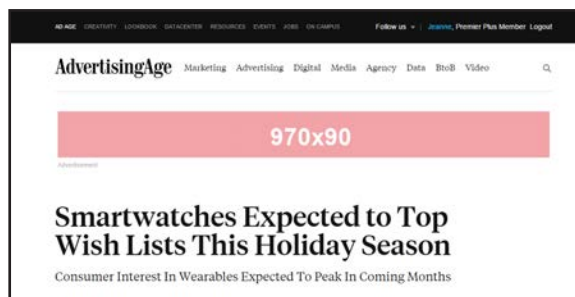 AD AGE CREATIVITY LOOKBOOK DATACENTER RESOURCES EVENTS JOBS ON CAMPUS Follow us Jeanne, Premier Plus Member Logout
AdvertisingAge Marketing Advertising Digital Media Agency Data BtoB Video
970x90
Advertisement
Smartwatches Expected to Top
Wish Lists This Holiday Season
Consumer Interest In Wearables Expected To Peak In Coming Months